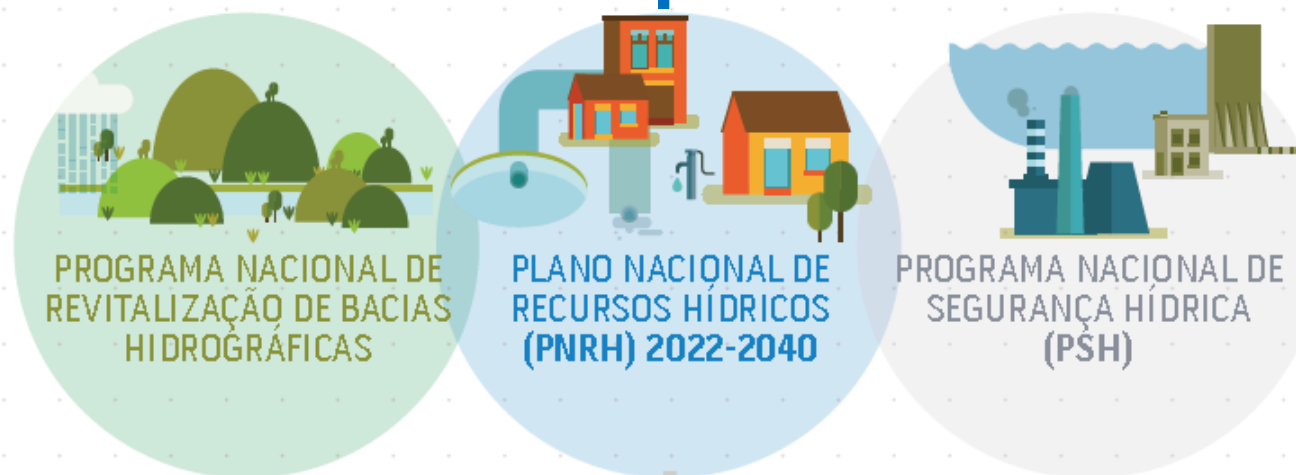 PROGRAMA NACIONAL DE
REVITALIZAÇÃO DE BACIAS
HIDROGRÁFICAS
PLANO NACIONAL DE
RECURSOS HÍDRICOS
(PNRH) 2022-2040
PROGRAMA NACIONAL DE
SEGURANÇA HÍDRICA
(PSH)